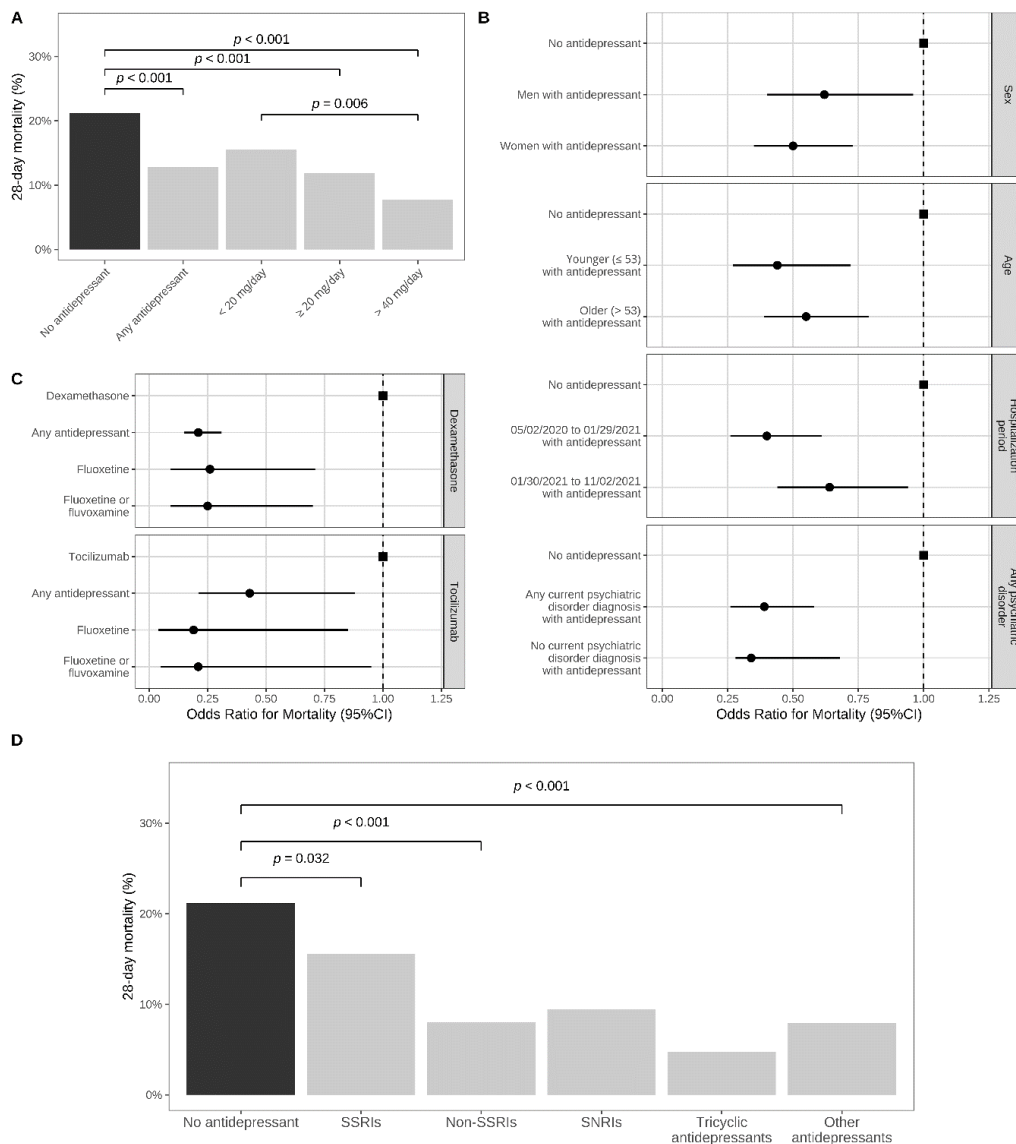 A
28-day mortality (%)
30%
20%
10%
0%
p < 0.001
p < 0.001
p < 0.001
p = 0.006
No antidepressant
Any antidepressant
< 20 mg/day
≥ 20 mg/day
> 40 mg/day
B
No antidepressant
Men with antidepressant
Women with antidepressant
Sex
No antidepressant
Younger (≤ 53)
with antidepressant
Older (> 53)
with antidepressant
Age
No antidepressant
05/02/2020 to 01/29/2021
with antidepressant
01/30/2021 to 11/02/2021
with antidepressant
Hospitalization
period
No antidepressant
Any current psychiatric
disorder diagnosis
with antidepressant
No current psychiatric
disorder diagnosis
with antidepressant
Any psychiatric
disorder
0.00 0.25 0.50 0.75 1.00 1.25
Odds Ratio for Mortality (95%CI)
C
Dexamethasone
Any antidepressant
Fluoxetine
Fluoxetine or
fluvoxamine
Dexamethasone
Tocilizumab
Any antidepressant
Fluoxetine
Fluoxetine or
fluvoxamine
Tocilizumab
0.00 0.25 0.50 0.75 1.00 1.25
Odds Ratio for Mortality (95%CI)
D
28-day mortality (%)
30%
20%
10%
0%
p < 0.001
p < 0.001
p = 0.032
No antidepressant
SSRIs
Non-SSRIs
SNRIs
Tricyclic
antidepressants
Other
antidepressants